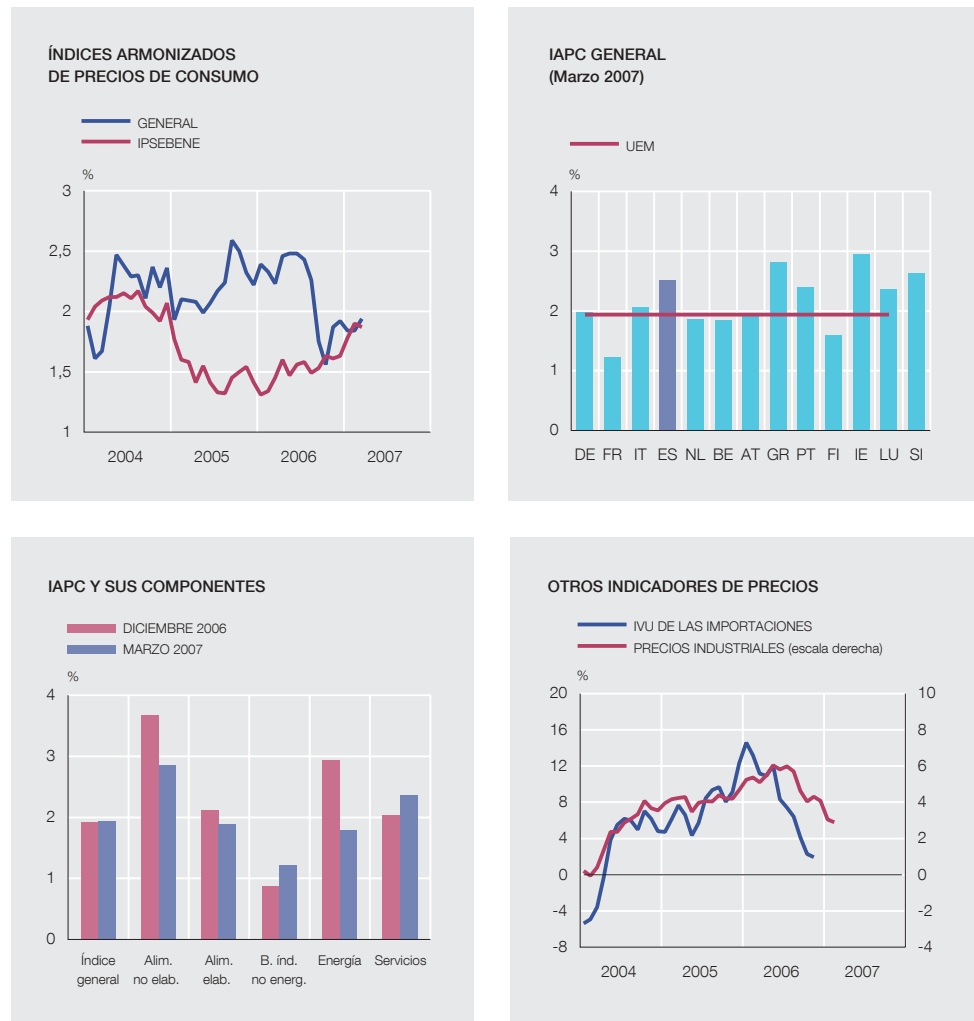 ÍNDICES ARMONIZADOS
DE PRECIOS DE CONSUMO
GENERAL
IPSEBENE
%
3
2,5
2
1,5
1
2004 2005 2006 2007
IAPC GENERAL
(Marzo 2007)
UEM
%
4
3
2
1
0
DE FR IT ES NL BE AT GR PT FI IE LU SI
IAPC Y SUS COMPONENTES
DICIEMBRE 2006
MARZO 2007
%
4
3
2
1
0
Índice Alim. Alim. B. índ. Energía Servicios
general no elab. elab. no energ.
OTROS INDICADORES DE PRECIOS
IVU DE LAS IMPORTACIONES
PRECIOS INDUSTRIALES (escala derecha)
%
20 10
16 8
12 6
8 4
4 2
0 0
-4 -2
-8 -4
2004 2005 2006 2007